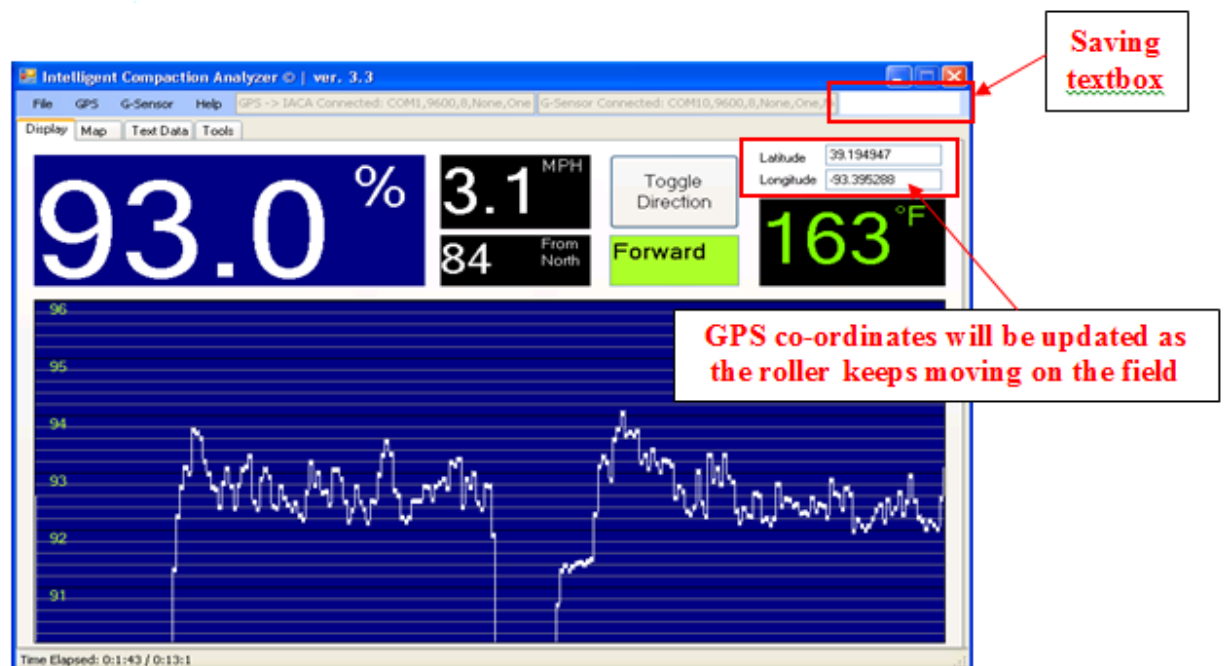 Saving
textbox
Intelligent Compaction Analyzer © | ver. 3.3
File GPS G-Sensor Help GPS -> IACA Connected: COM1,9600,8,None,One G-Sensor Connected: COM10,9600,8,None,One,
Display Map Text Data Tools
93.0 %
3.1 MPH
84 From North
Toggle
Direction
Forward
Latitude 39.194947
Longitude -93.395288
163 °F
GPS co-ordinates will be updated as
the roller keeps moving on the field
96
95
94
93
92
91
Time Elapsed: 0:1:43 / 0:13:1